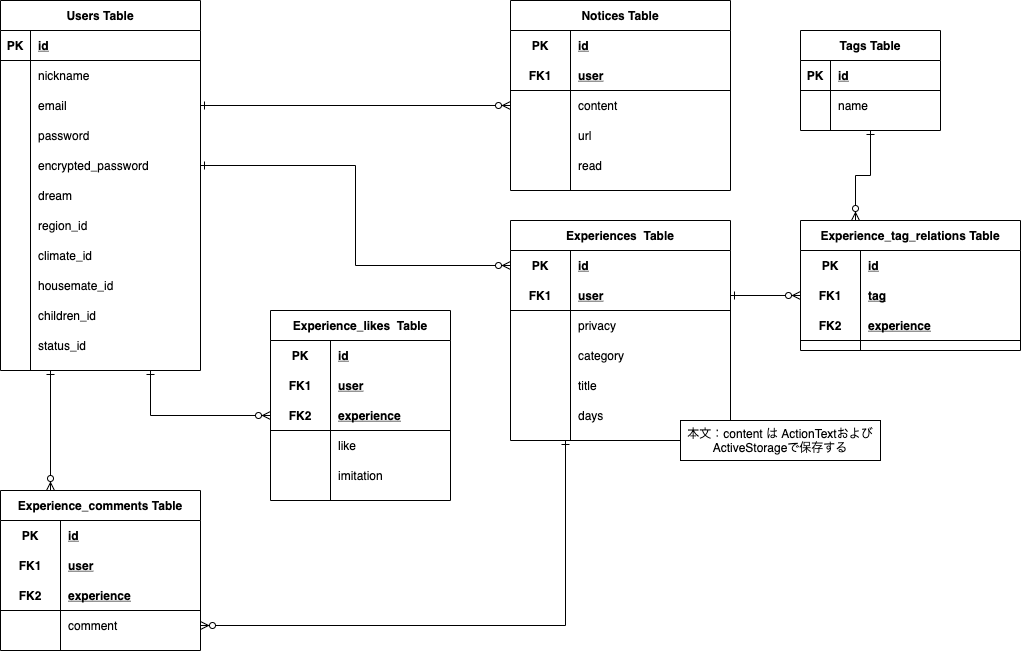 Users Table
PK id
nickname
email
password
encrypted_password
dream
region_id
climate_id
housemate_id
children_id
status_id
Notices Table
PK id
FK1 user
content
url
read
Tags Table
PK id
name
Experiences Table
PK id
FK1 user
privacy
category
title
days
本文：content は ActionTextおよび
ActiveStorageで保存する
Experience_tag_relations Table
PK id
FK1 tag
FK2 experience
Experience_likes Table
PK id
FK1 user
FK2 experience
like
imitation
Experience_comments Table
PK id
FK1 user
FK2 experience
comment